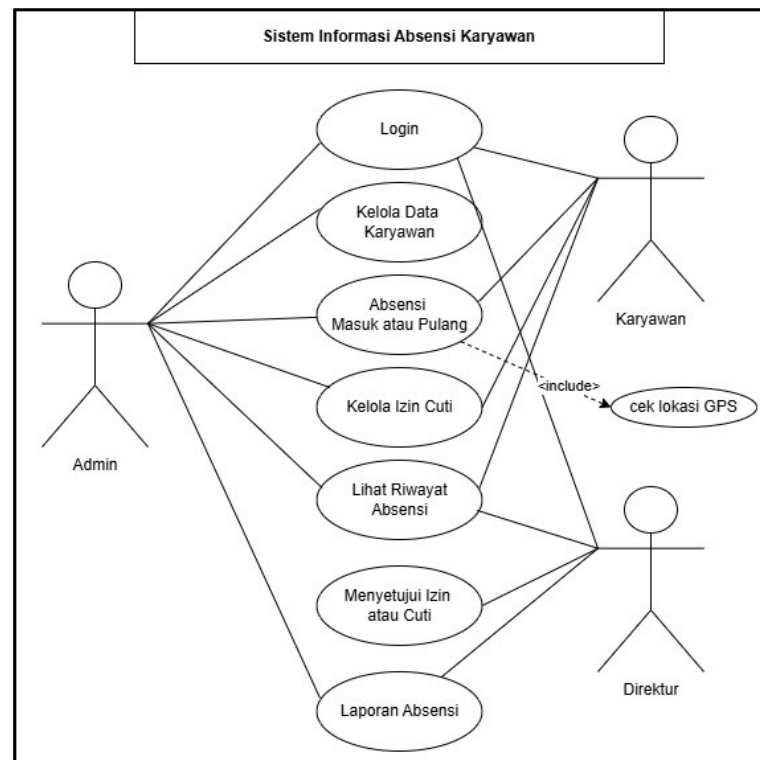 Sistem Informasi Absensi Karyawan
Login
Kelola Data
Karyawan
Absensi
Masuk atau Pulang
Karyawan
<include>
cek lokasi GPS
Kelola Izin Cuti
Admin
Lihat Riwayat
Absensi
Menyetujui Izin
atau Cuti
Direktur
Laporan Absensi